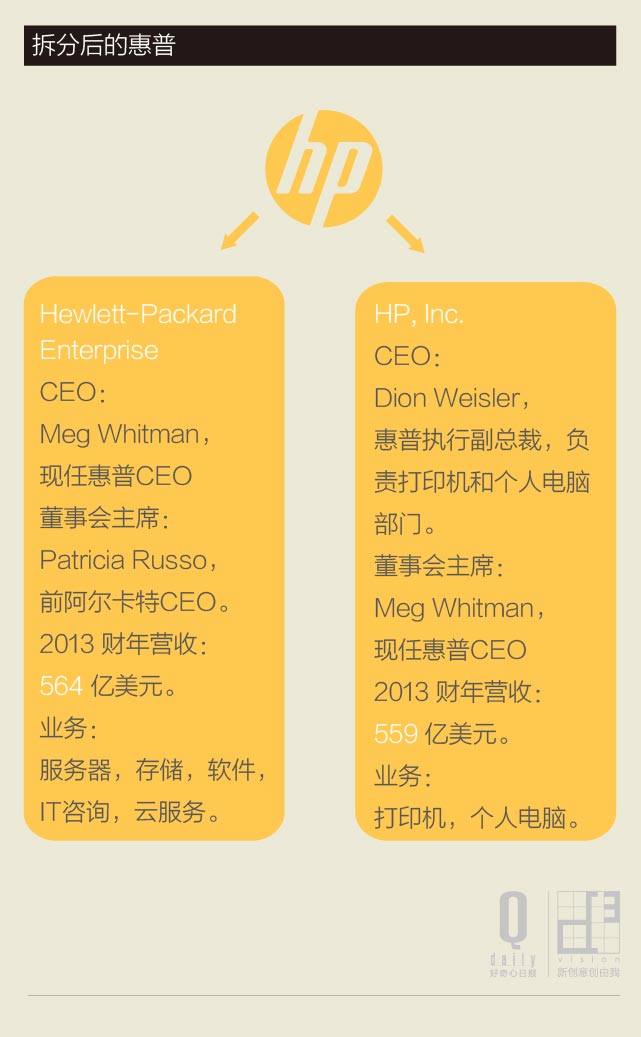 拆分后的惠普
hp
Hewlett-Packard
Enterprise
CEO：
Meg Whitman，
现任惠普CEO
董事会主席：
Patricia Russo，
前阿尔卡特CEO。
2013 财年营收：
564 亿美元。
业务：
服务器，存储，软件，
IT咨询，云服务。
HP, Inc.
CEO：
Dion Weisler，
惠普执行副总裁，负
责打印机和个人电脑
部门。
董事会主席：
Meg Whitman，
现任惠普CEO
2013 财年营收：
559 亿美元。
业务：
打印机，个人电脑。
Q
daily
好奇心日报
vision